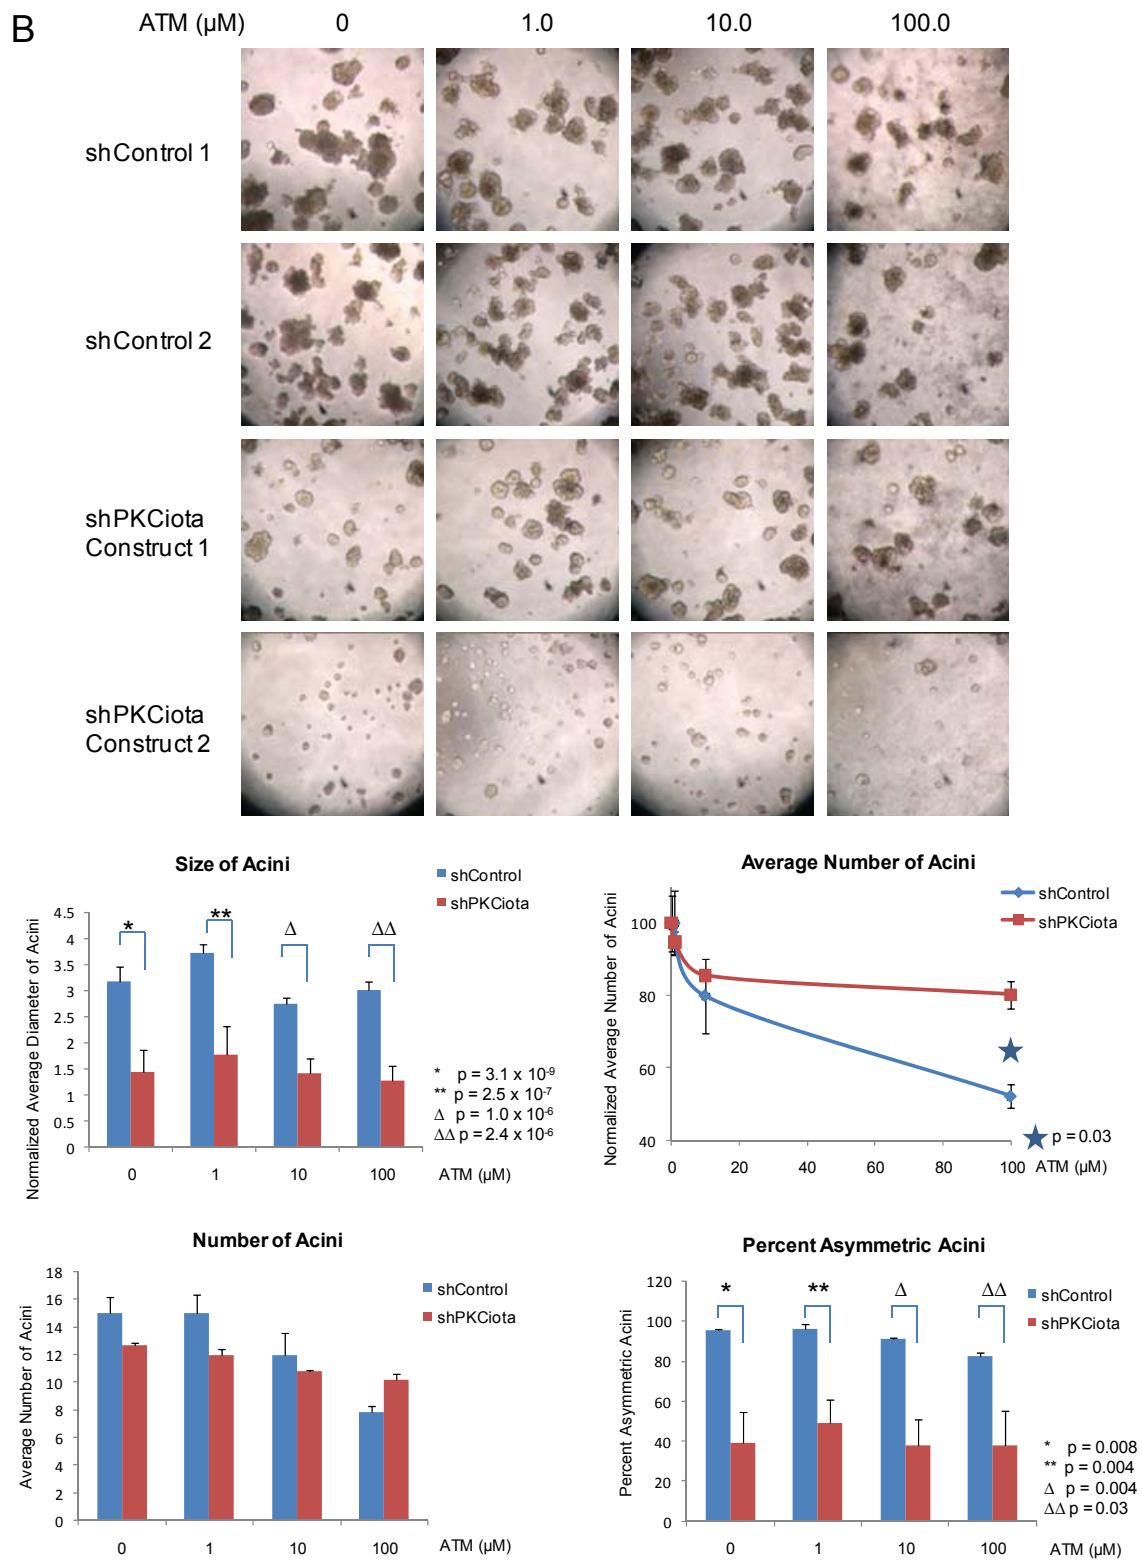 B
ATM (µM) 0 1.0 10.0 100.0
shControl 1
shControl 2
shPKCiota
Construct 1
shPKCiota
Construct 2
Size of Acini
shControl
shPKCiota
Normalized Average Diameter of Acini
4.5
4
3.5
3
2.5
2
1.5
1
0.5
0
* ** Δ ΔΔ
* p = 3.1 x 10⁻⁹
** p = 2.5 x 10⁻⁷
Δ p = 1.0 x 10⁻⁶
ΔΔ p = 2.4 x 10⁻⁶
0 1 10 100 ATM (µM)
Average Number of Acini
shControl
shPKCiota
Normalized Average Number of Acini
100
80
60
40
p = 0.03
0 20 40 60 80 100 ATM (µM)
Number of Acini
shControl
shPKCiota
Average Number of Acini
18
16
14
12
10
8
6
4
2
0
0 1 10 100 ATM (µM)
Percent Asymmetric Acini
shControl
shPKCiota
Percent Asymmetric Acini
120
100
80
60
40
20
0
* ** Δ ΔΔ
* p = 0.008
** p = 0.004
Δ p = 0.004
ΔΔ p = 0.03
0 1 10 100 ATM (µM)